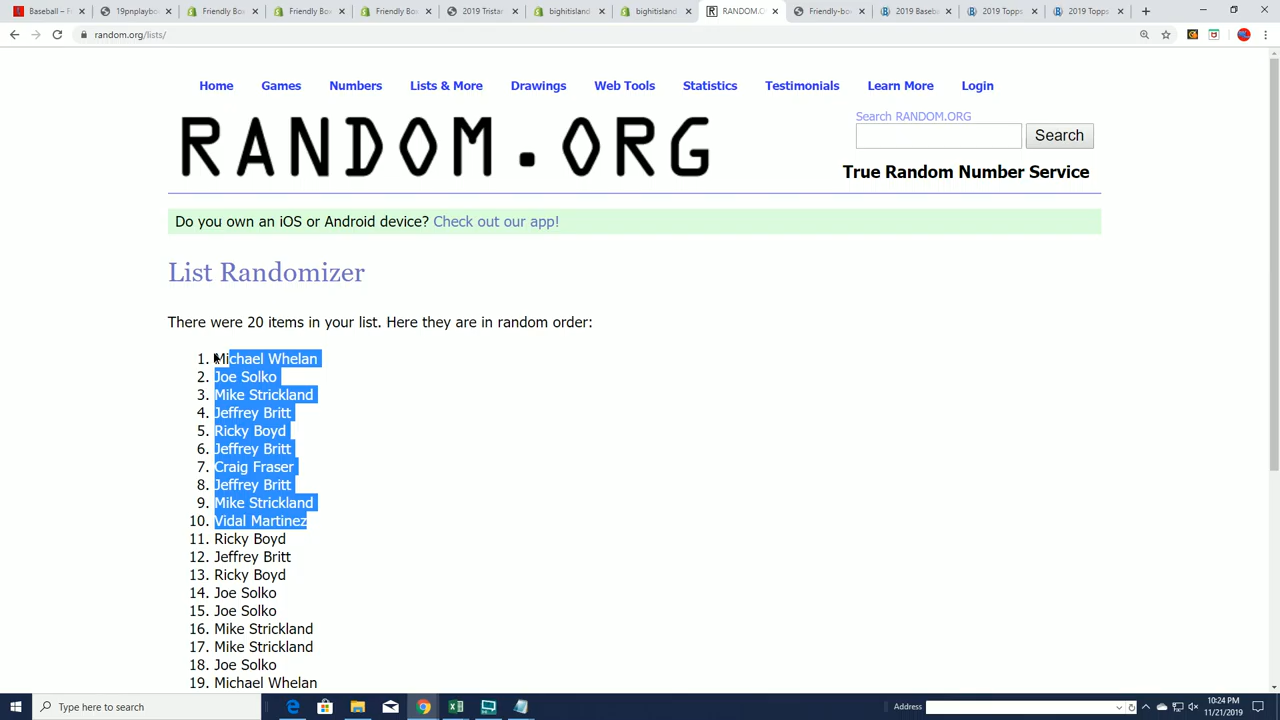 Baseball – F
19pnplaybo
Friendly Bo
Friendly Bo
Friendly Bo
2019 Tristar
bighitisland
bighitisland
RANDOM.O
Friendly-bo
2019 Baseb
2019 Topps
2019 Topps
random.org/lists/
Home Games Numbers Lists & More Drawings Web Tools Statistics Testimonials Learn More Login
RANDOM.ORG
Search RANDOM.ORG
Search
True Random Number Service
Do you own an iOS or Android device? Check out our app!
List Randomizer
There were 20 items in your list. Here they are in random order:
1. Michael Whelan
2. Joe Solko
3. Mike Strickland
4. Jeffrey Britt
5. Ricky Boyd
6. Jeffrey Britt
7. Craig Fraser
8. Jeffrey Britt
9. Mike Strickland
10. Vidal Martinez
11. Ricky Boyd
12. Jeffrey Britt
13. Ricky Boyd
14. Joe Solko
15. Joe Solko
16. Mike Strickland
17. Mike Strickland
18. Joe Solko
19. Michael Whelan
Type here to search
Address
10:24 PM
11/21/2019